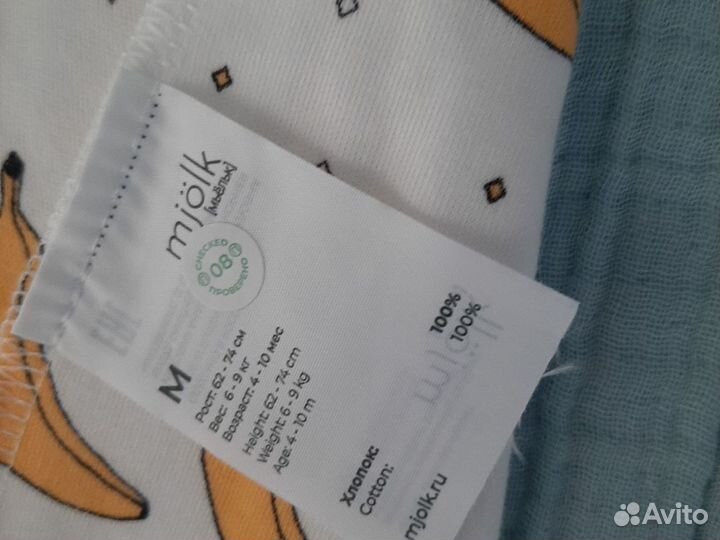 mjölk
[МЬЁЛЬК]
CHECKED
08
ПРОВЕРЕНО
M
Рост: 62 - 74 см
Вес: 6 - 9 кг
Возраст: 4 - 10 мес
Height: 62 - 74 cm
Weight: 6 - 9 kg
Age: 4 - 10 m
Хлопок: 100%
Cotton: 100%
mjolk.ru
Avito